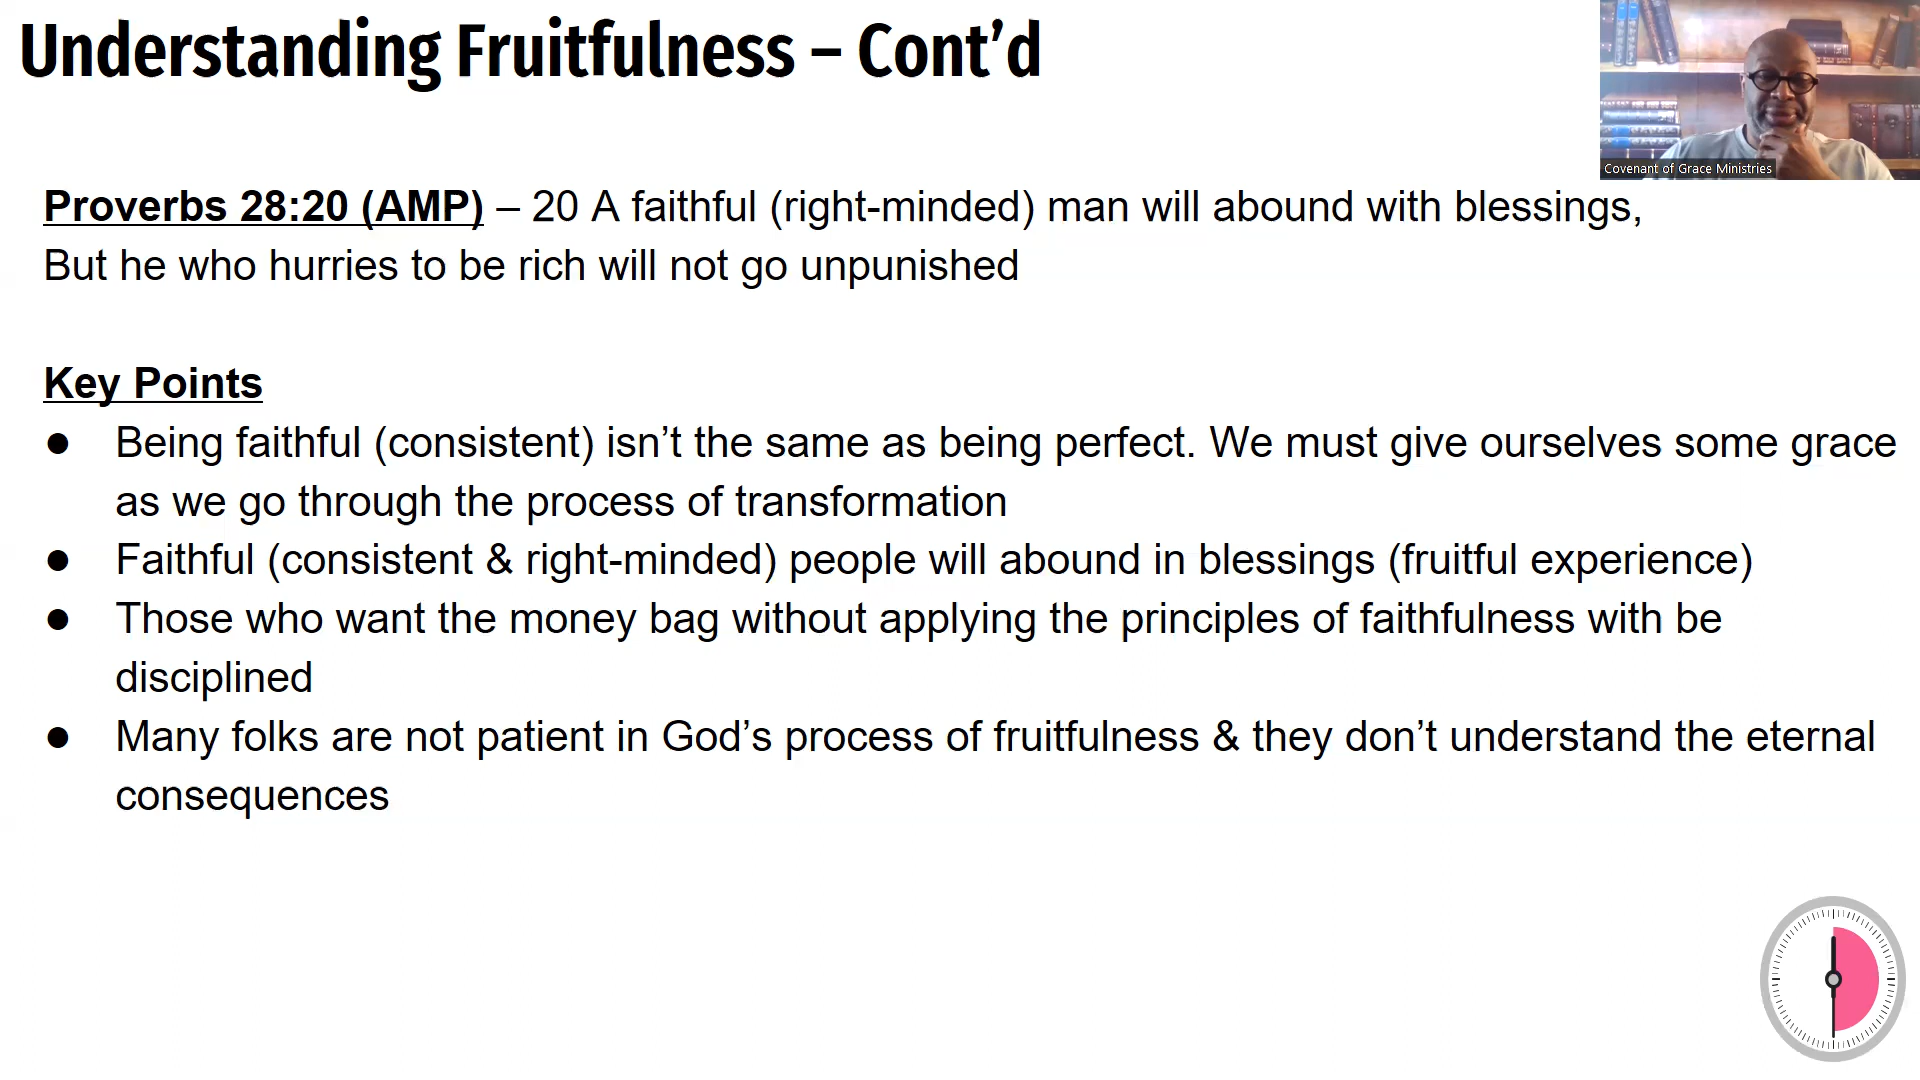 Understanding Fruitfulness – Cont’d
Covenant of Grace Ministries
Proverbs 28:20 (AMP) – 20 A faithful (right-minded) man will abound with blessings,
But he who hurries to be rich will not go unpunished
Key Points
● Being faithful (consistent) isn’t the same as being perfect. We must give ourselves some grace
as we go through the process of transformation
● Faithful (consistent & right-minded) people will abound in blessings (fruitful experience)
● Those who want the money bag without applying the principles of faithfulness with be
disciplined
● Many folks are not patient in God’s process of fruitfulness & they don’t understand the eternal
consequences